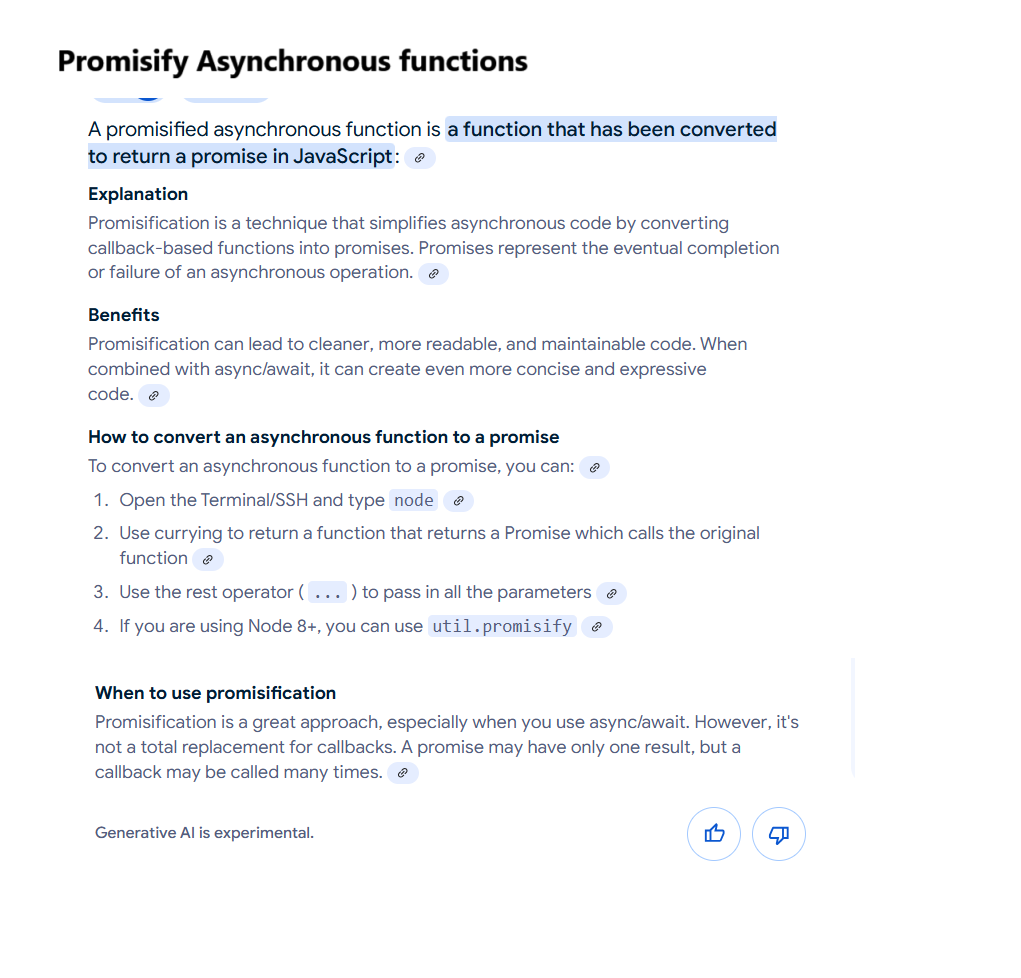 Promisify Asynchronous functions
A promisified asynchronous function is a function that has been converted
to return a promise in JavaScript:
Explanation
Promisification is a technique that simplifies asynchronous code by converting
callback-based functions into promises. Promises represent the eventual completion
or failure of an asynchronous operation.
Benefits
Promisification can lead to cleaner, more readable, and maintainable code. When
combined with async/await, it can create even more concise and expressive
code.
How to convert an asynchronous function to a promise
To convert an asynchronous function to a promise, you can:
1. Open the Terminal/SSH and type node
2. Use currying to return a function that returns a Promise which calls the original
function
3. Use the rest operator ( ... ) to pass in all the parameters
4. If you are using Node 8+, you can use util.promisify
When to use promisification
Promisification is a great approach, especially when you use async/await. However, it's
not a total replacement for callbacks. A promise may have only one result, but a
callback may be called many times.
Generative AI is experimental.